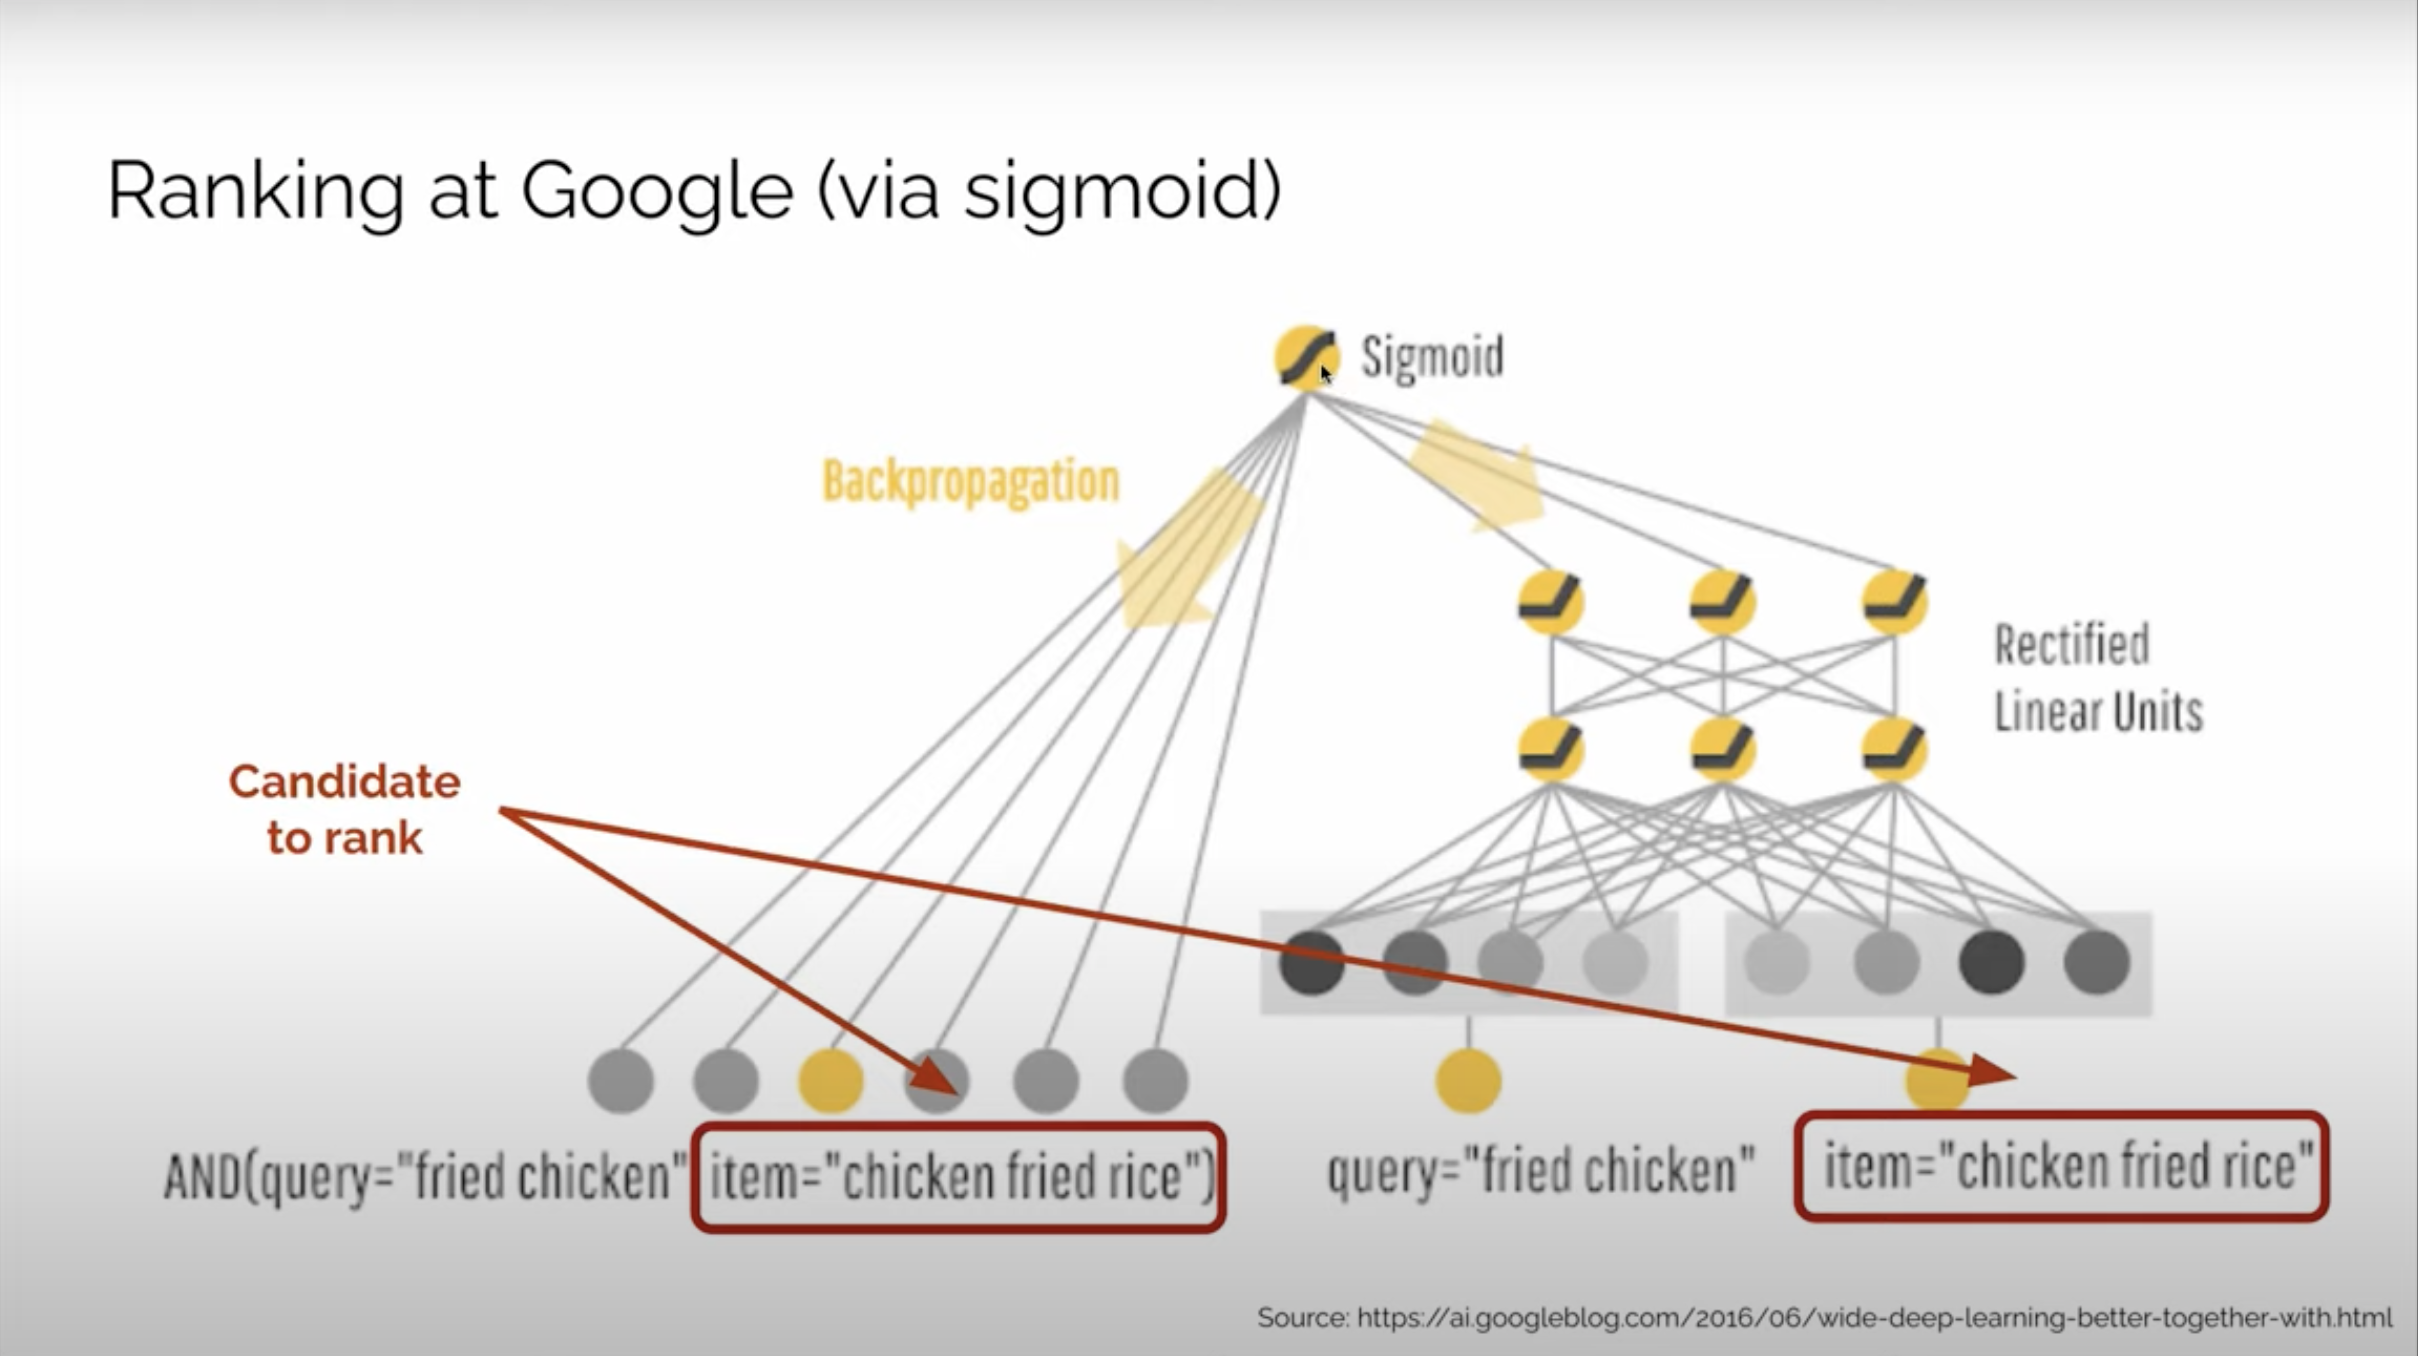 Ranking at Google (via sigmoid)
Sigmoid
Backpropagation
Rectified
Linear Units
Candidate
to rank
AND(query="fried chicken" item="chicken fried rice")
query="fried chicken"
item="chicken fried rice"
Source: https://ai.googleblog.com/2016/06/wide-deep-learning-better-together-with.html